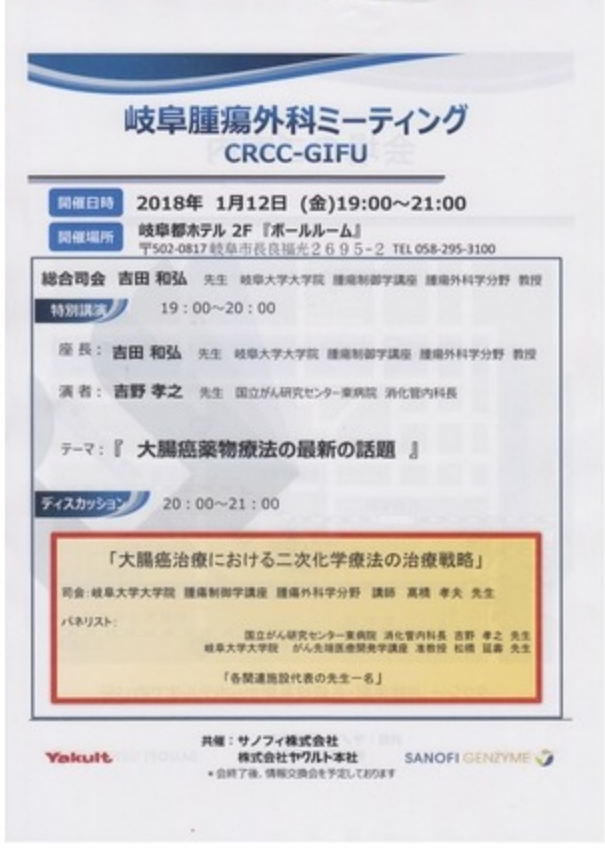 岐阜腫瘍外科ミーティング
CRCC-GIFU
開催日時 2018年 1月12日 (金)19:00～21:00
開催場所 岐阜都ホテル 2F 『ボールルーム』
〒502-0817 岐阜市長良福光2695-2 TEL 058-295-3100
総合司会 吉田 和弘 先生 岐阜大学大学院 腫瘍制御学講座 腫瘍外科学分野 教授
特別講演 19:00～20:00
座長: 吉田 和弘 先生 岐阜大学大学院 腫瘍制御学講座 腫瘍外科学分野 教授
演者: 吉野 孝之 先生 国立がん研究センター東病院 消化管内科長
テーマ:『 大腸癌薬物療法の最新の話題 』
ディスカッション 20:00～21:00
「大腸癌治療における二次化学療法の治療戦略」
司会:岐阜大学大学院 腫瘍制御学講座 腫瘍外科学分野 講師 高橋 孝夫 先生
パネリスト:
国立がん研究センター東病院 消化管内科長 吉野 孝之 先生
岐阜大学大学院 がん先端医療開発学講座 准教授 松橋 延壽 先生
「各関連施設代表の先生一名」
共催:サノフィ株式会社
Yakult 株式会社ヤクルト本社 SANOFI GENZYME
*会終了後、情報交換会を予定しております